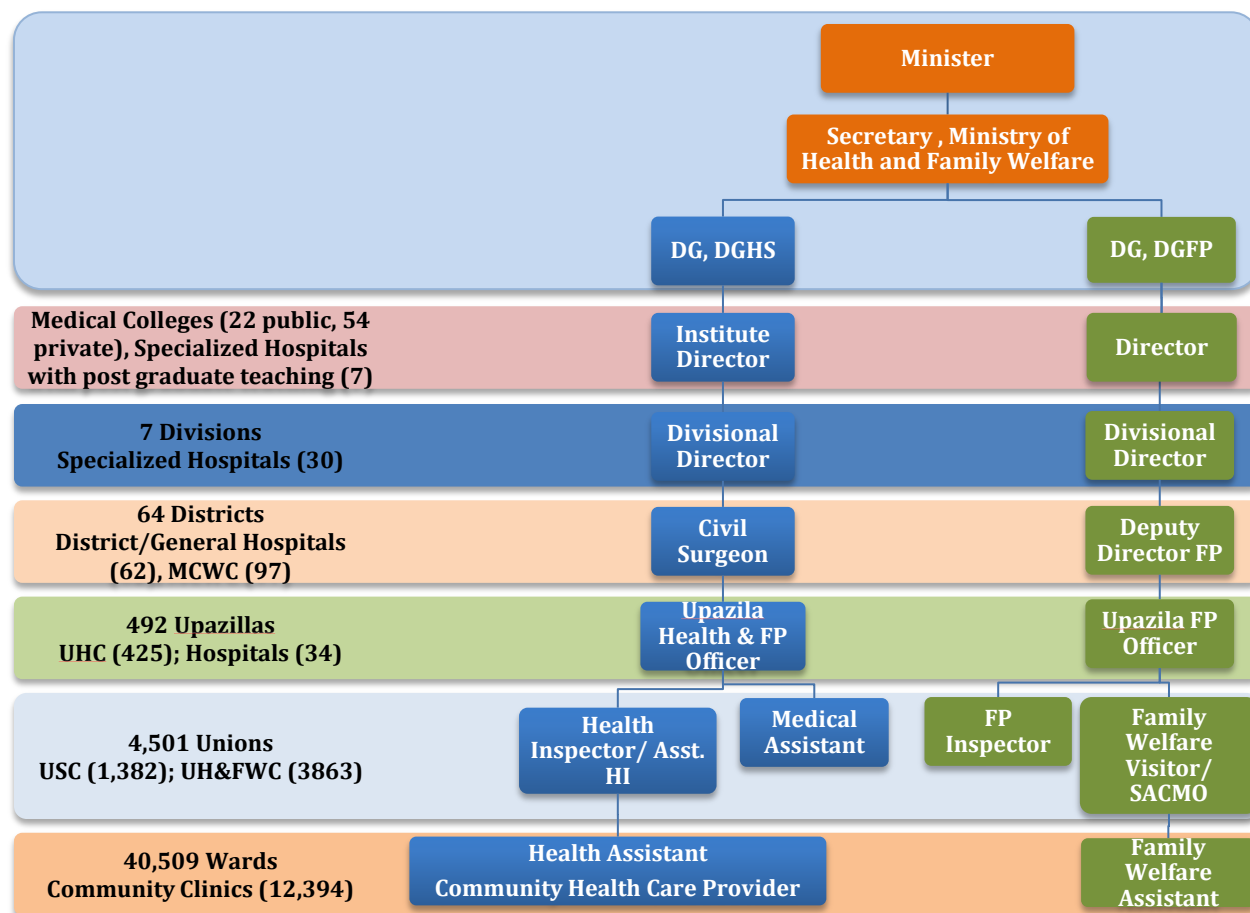 Minister
Secretary , Ministry of
Health and Family Welfare
DG, DGHS
DG, DGFP
Medical Colleges (22 public, 54
private), Specialized Hospitals
with post graduate teaching (7)
Institute
Director
Director
7 Divisions
Specialized Hospitals (30)
Divisional
Director
Divisional
Director
64 Districts
District/General Hospitals
(62), MCWC (97)
Civil
Surgeon
Deputy
Director FP
492 Upazillas
UHC (425); Hospitals (34)
Upazila
Health & FP
Officer
Upazila FP
Officer
4,501 Unions
USC (1,382); UH&FWC (3863)
Health
Inspector/ Asst.
HI
Medical
Assistant
FP
Inspector
Family
Welfare
Visitor/
SACMO
40,509 Wards
Community Clinics (12,394)
Health Assistant
Community Health Care Provider
Family
Welfare
Assistant